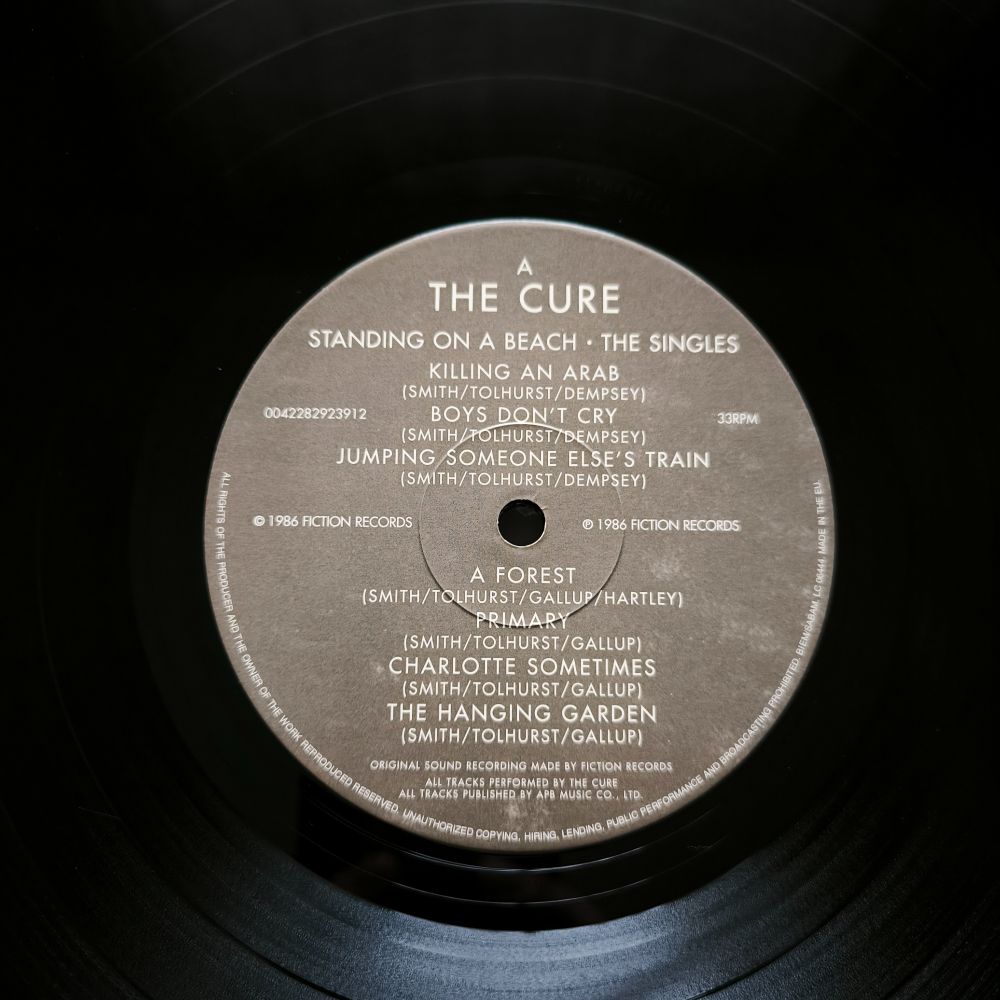 A
THE CURE
STANDING ON A BEACH · THE SINGLES
KILLING AN ARAB
(SMITH/TOLHURST/DEMPSEY)
0042282923912
BOYS DON'T CRY
33RPM
(SMITH/TOLHURST/DEMPSEY)
JUMPING SOMEONE ELSE'S TRAIN
(SMITH/TOLHURST/DEMPSEY)
© 1986 FICTION RECORDS
℗ 1986 FICTION RECORDS
A FOREST
(SMITH/TOLHURST/GALLUP/HARTLEY)
PRIMARY
(SMITH/TOLHURST/GALLUP)
CHARLOTTE SOMETIMES
(SMITH/TOLHURST/GALLUP)
THE HANGING GARDEN
(SMITH/TOLHURST/GALLUP)
ORIGINAL SOUND RECORDING MADE BY FICTION RECORDS
ALL TRACKS PERFORMED BY THE CURE
ALL TRACKS PUBLISHED BY APB MUSIC CO., LTD.
ALL RIGHTS OF THE PRODUCER AND THE OWNER OF THE WORK REPRODUCED RESERVED. UNAUTHORIZED COPYING, HIRING, LENDING, PUBLIC PERFORMANCE AND BROADCASTING PROHIBITED. BIEM/SABAM. LC 06444. MADE IN THE EU.